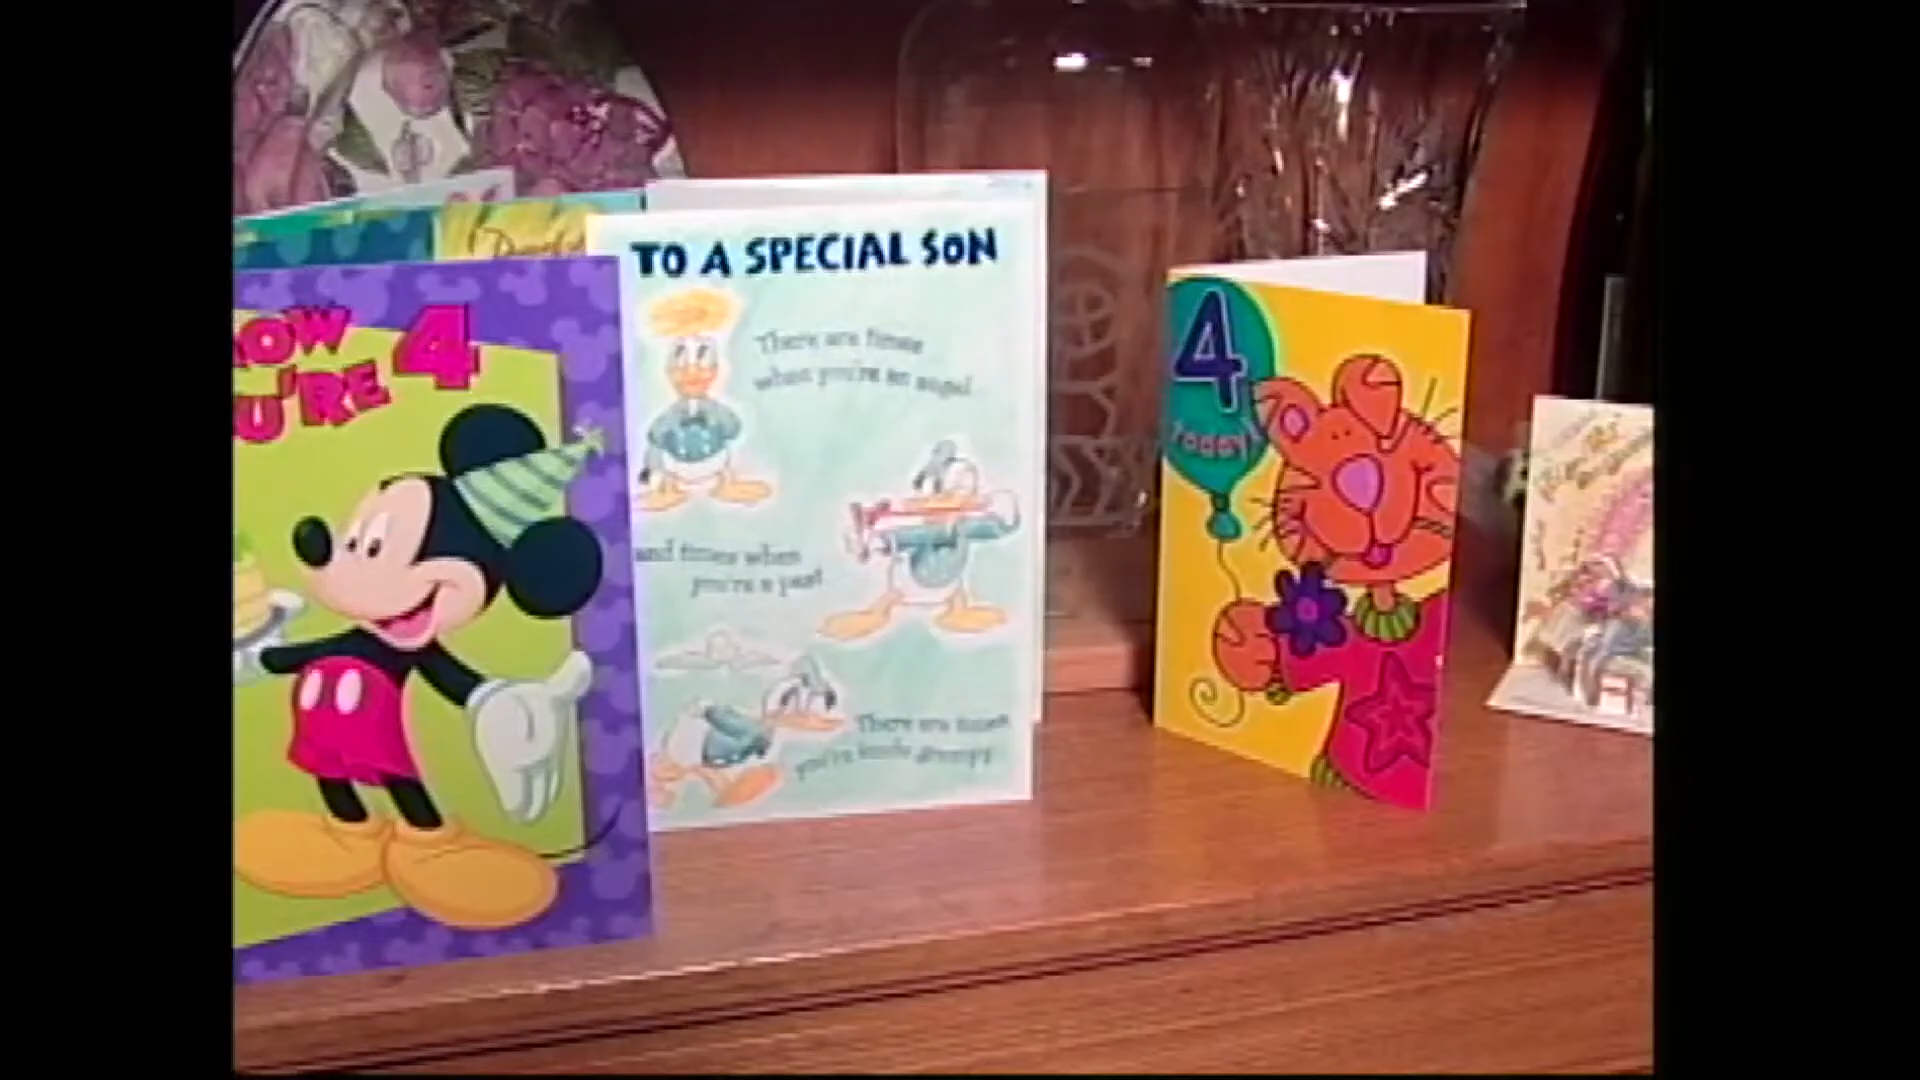 OW
U'RE 4
TO A SPECIAL SON
There are times
when you're an angel
and times when
you're a pest
There are times
you're kinda grumpy
4
today!